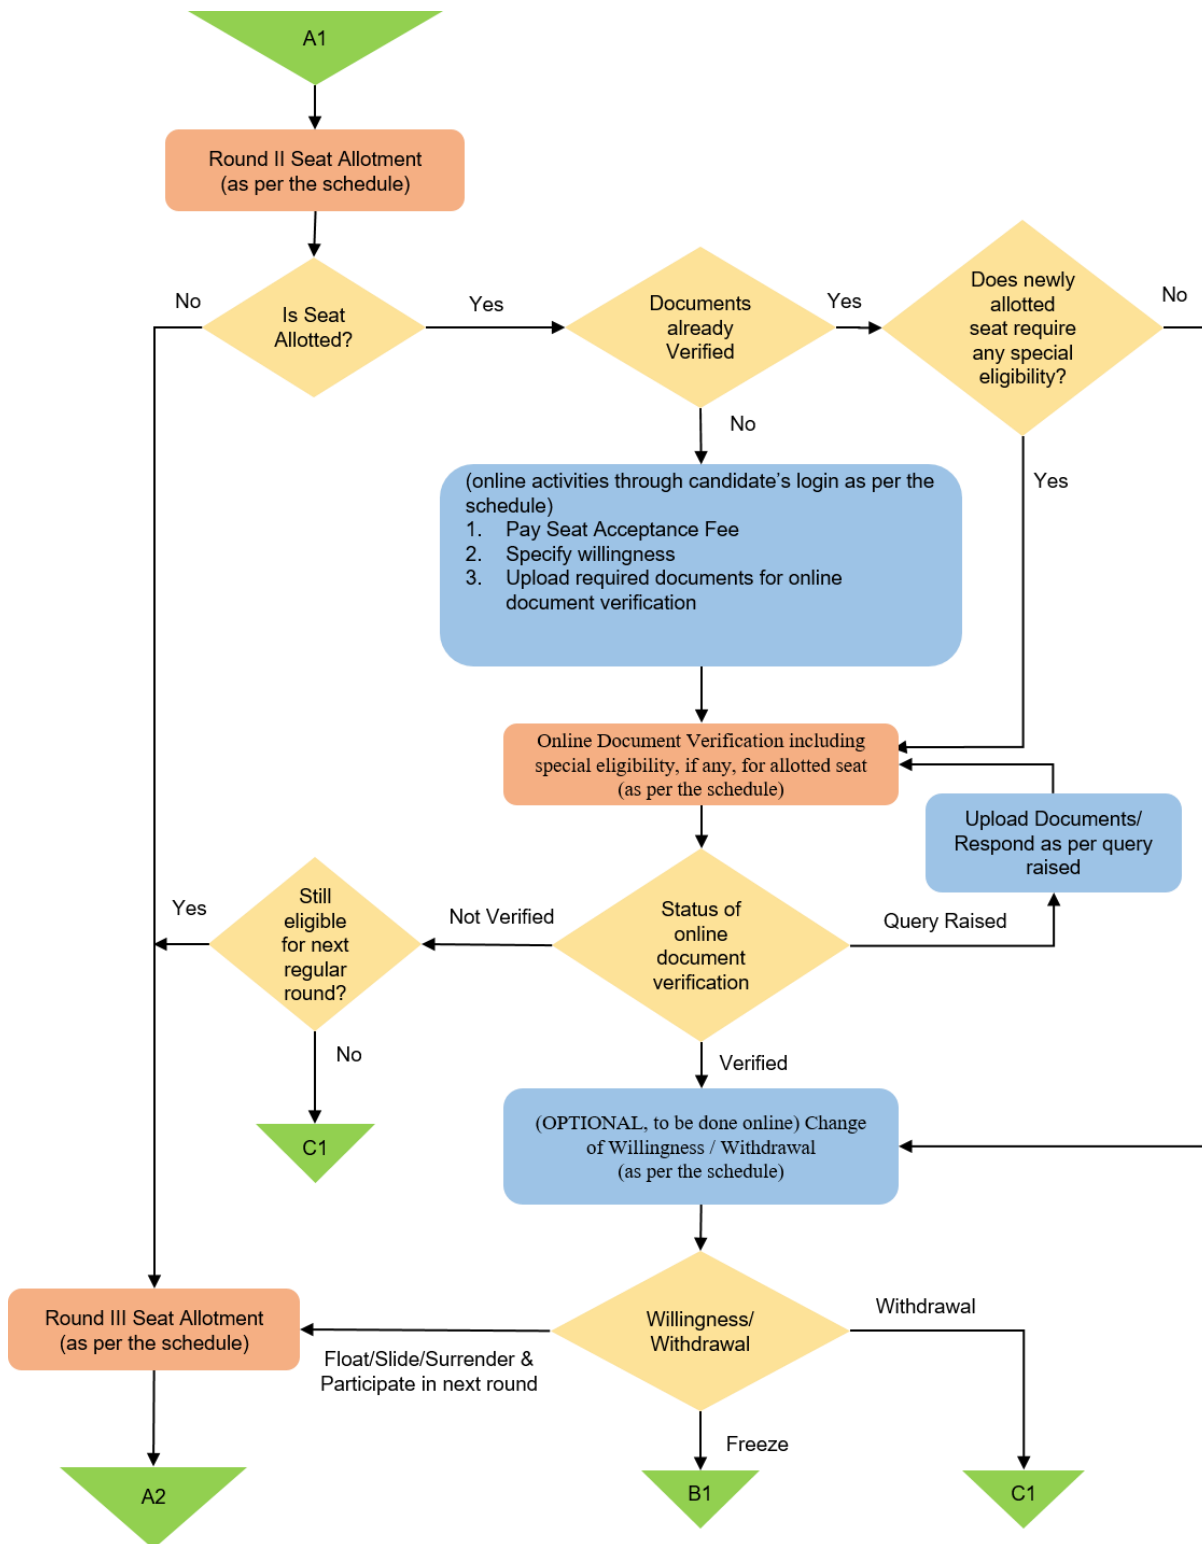 A1
Round II Seat Allotment
(as per the schedule)
No
Is Seat
Allotted?
Yes
Documents
already
Verified
Yes
Does newly
allotted
seat require
any special
eligibility?
No
No
Yes
(online activities through candidate’s login as per the
schedule)
1. Pay Seat Acceptance Fee
2. Specify willingness
3. Upload required documents for online
document verification
Online Document Verification including
special eligibility, if any, for allotted seat
(as per the schedule)
Upload Documents/
Respond as per query
raised
Yes
Still
eligible
for next
regular
round?
Not Verified
Status of
online
document
verification
Query Raised
No
Verified
C1
(OPTIONAL, to be done online) Change
of Willingness / Withdrawal
(as per the schedule)
Round III Seat Allotment
(as per the schedule)
Float/Slide/Surrender &
Participate in next round
Willingness/
Withdrawal
Withdrawal
Freeze
A2
B1
C1